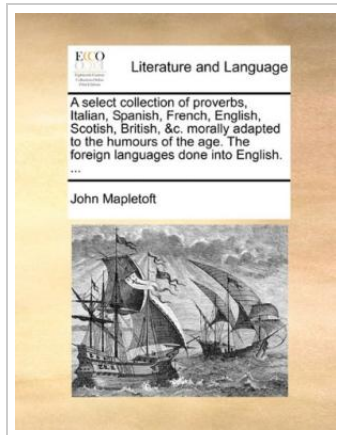 ECCO
Literature and Language
A select collection of proverbs,
Italian, Spanish, French, English,
Scotish, British, &c. morally adapted
to the humours of the age. The
foreign languages done into English.
...
John Mapletoft